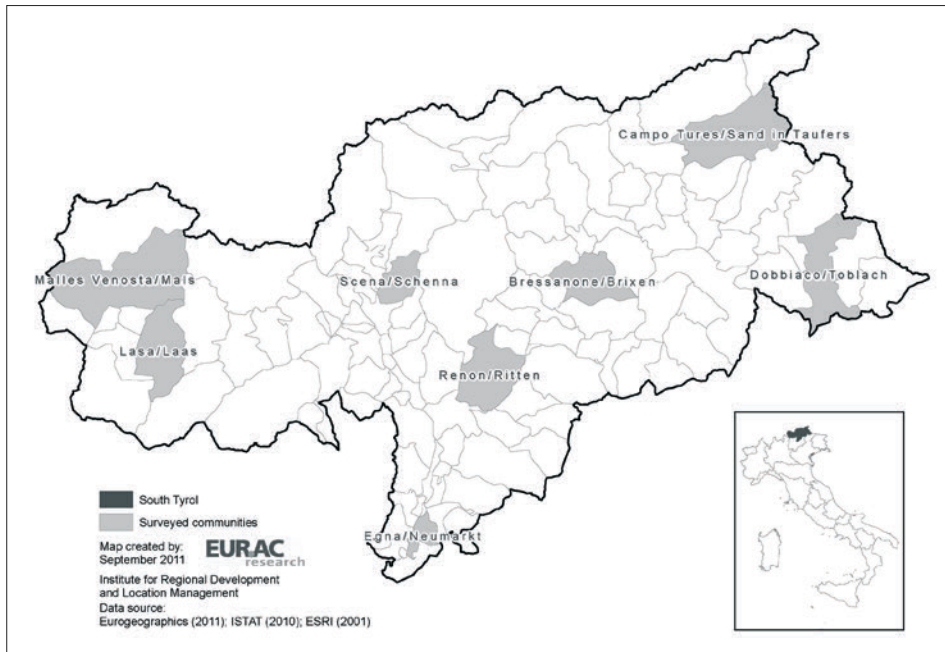 Campo Tures/Sand in Taufers
Malles Venosta/Mals
Scena/Schenna
Bressanone/Brixen
Dobbiaco/Toblach
Lasa/Laas
Renon/Ritten
Egna/Neumarkt
South Tyrol
Surveyed communities
Map created by:
September 2011
EURAC
research
Institute for Regional Development
and Location Management
Data source:
Eurogeographics (2011); ISTAT (2010); ESRI (2001)